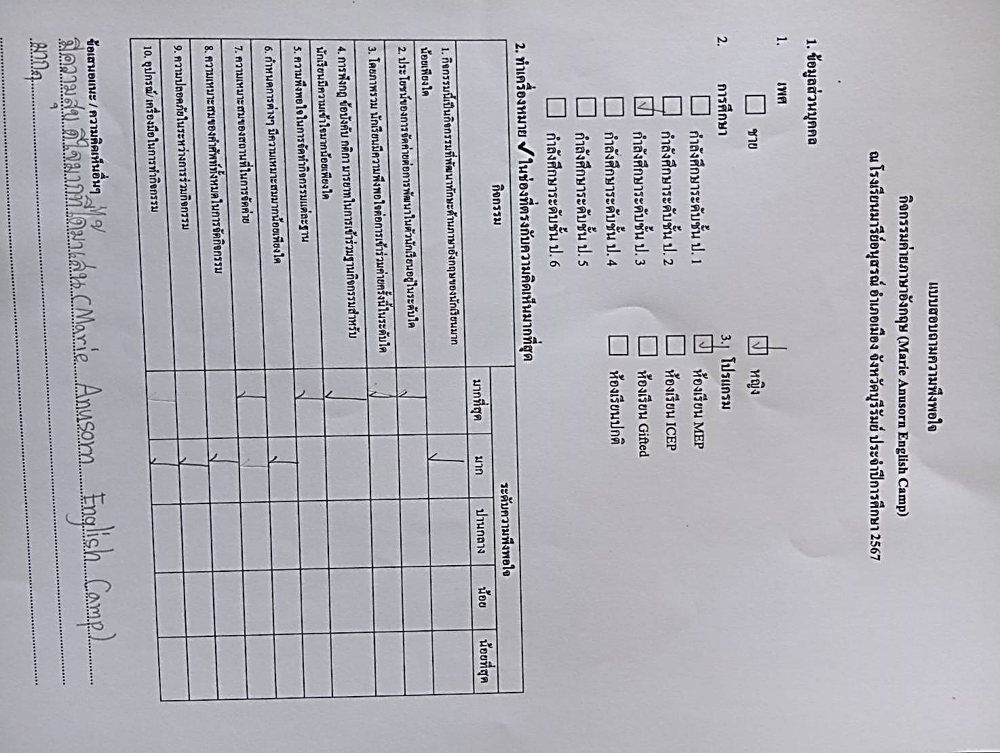 แบบสอบถามความพึงพอใจ
กิจกรรมค่ายภาษาอังกฤษ (Marie Anusorn English Camp)
ณ โรงเรียนมารีย์อนุสรณ์ อำเภอเมือง จังหวัดบุรีรัมย์ ประจำปีการศึกษา 2567
1. ข้อมูลส่วนบุคคล
1. เพศ
ชาย ✓ หญิง
2. การศึกษา 3. โปรแกรม
กำลังศึกษาระดับชั้น ป. 1 ✓ ห้องเรียน MEP
กำลังศึกษาระดับชั้น ป. 2 ห้องเรียน ICEP
✓ กำลังศึกษาระดับชั้น ป. 3 ห้องเรียน Gifted
กำลังศึกษาระดับชั้น ป. 4 ห้องเรียนปกติ
กำลังศึกษาระดับชั้น ป. 5
กำลังศึกษาระดับชั้น ป. 6
2. ทำเครื่องหมาย ✓ ในช่องที่ตรงกับความคิดเห็นมากที่สุด
กิจกรรม ระดับความพึงพอใจ
มากที่สุด มาก ปานกลาง น้อย น้อยที่สุด
1. กิจกรรมนี้เป็นกิจกรรมที่พัฒนาทักษะด้านภาษาอังกฤษของนักเรียนมาก
น้อยเพียงใด ✓
2. ประโยชน์ของการจัดค่ายต่อการพัฒนาในตัวนักเรียนอยู่ในระดับใด ✓
3. โดยภาพรวม นักเรียนมีความพึงพอใจต่อการเข้าร่วมค่ายครั้งนี้ในระดับใด ✓
4. การฟังกฎ ข้อบังคับ กติกา มารยาทในการเข้าร่วมฐานกิจกรรมสำหรับ
นักเรียนมีความเข้าใจมากน้อยเพียงใด ✓
5. ความพึงพอใจในการจัดทำกิจกรรมแต่ละฐาน ✓
6. กำหนดการต่างๆ มีความเหมาะสมมากน้อยเพียงใด ✓
7. ความเหมาะสมของสถานที่ในการจัดค่าย ✓
8. ความเหมาะสมของคำศัพท์ทั้งหมดในการจัดกิจกรรม ✓
9. ความปลอดภัยในระหว่างการร่วมกิจกรรม ✓
10. อุปกรณ์/เครื่องมือในการทำกิจกรรม ✓
ข้อเสนอแนะ / ความคิดเห็นอื่นๆ
มีความสุข ที่ได้มาเล่น (Marie Anusorn English Camp)